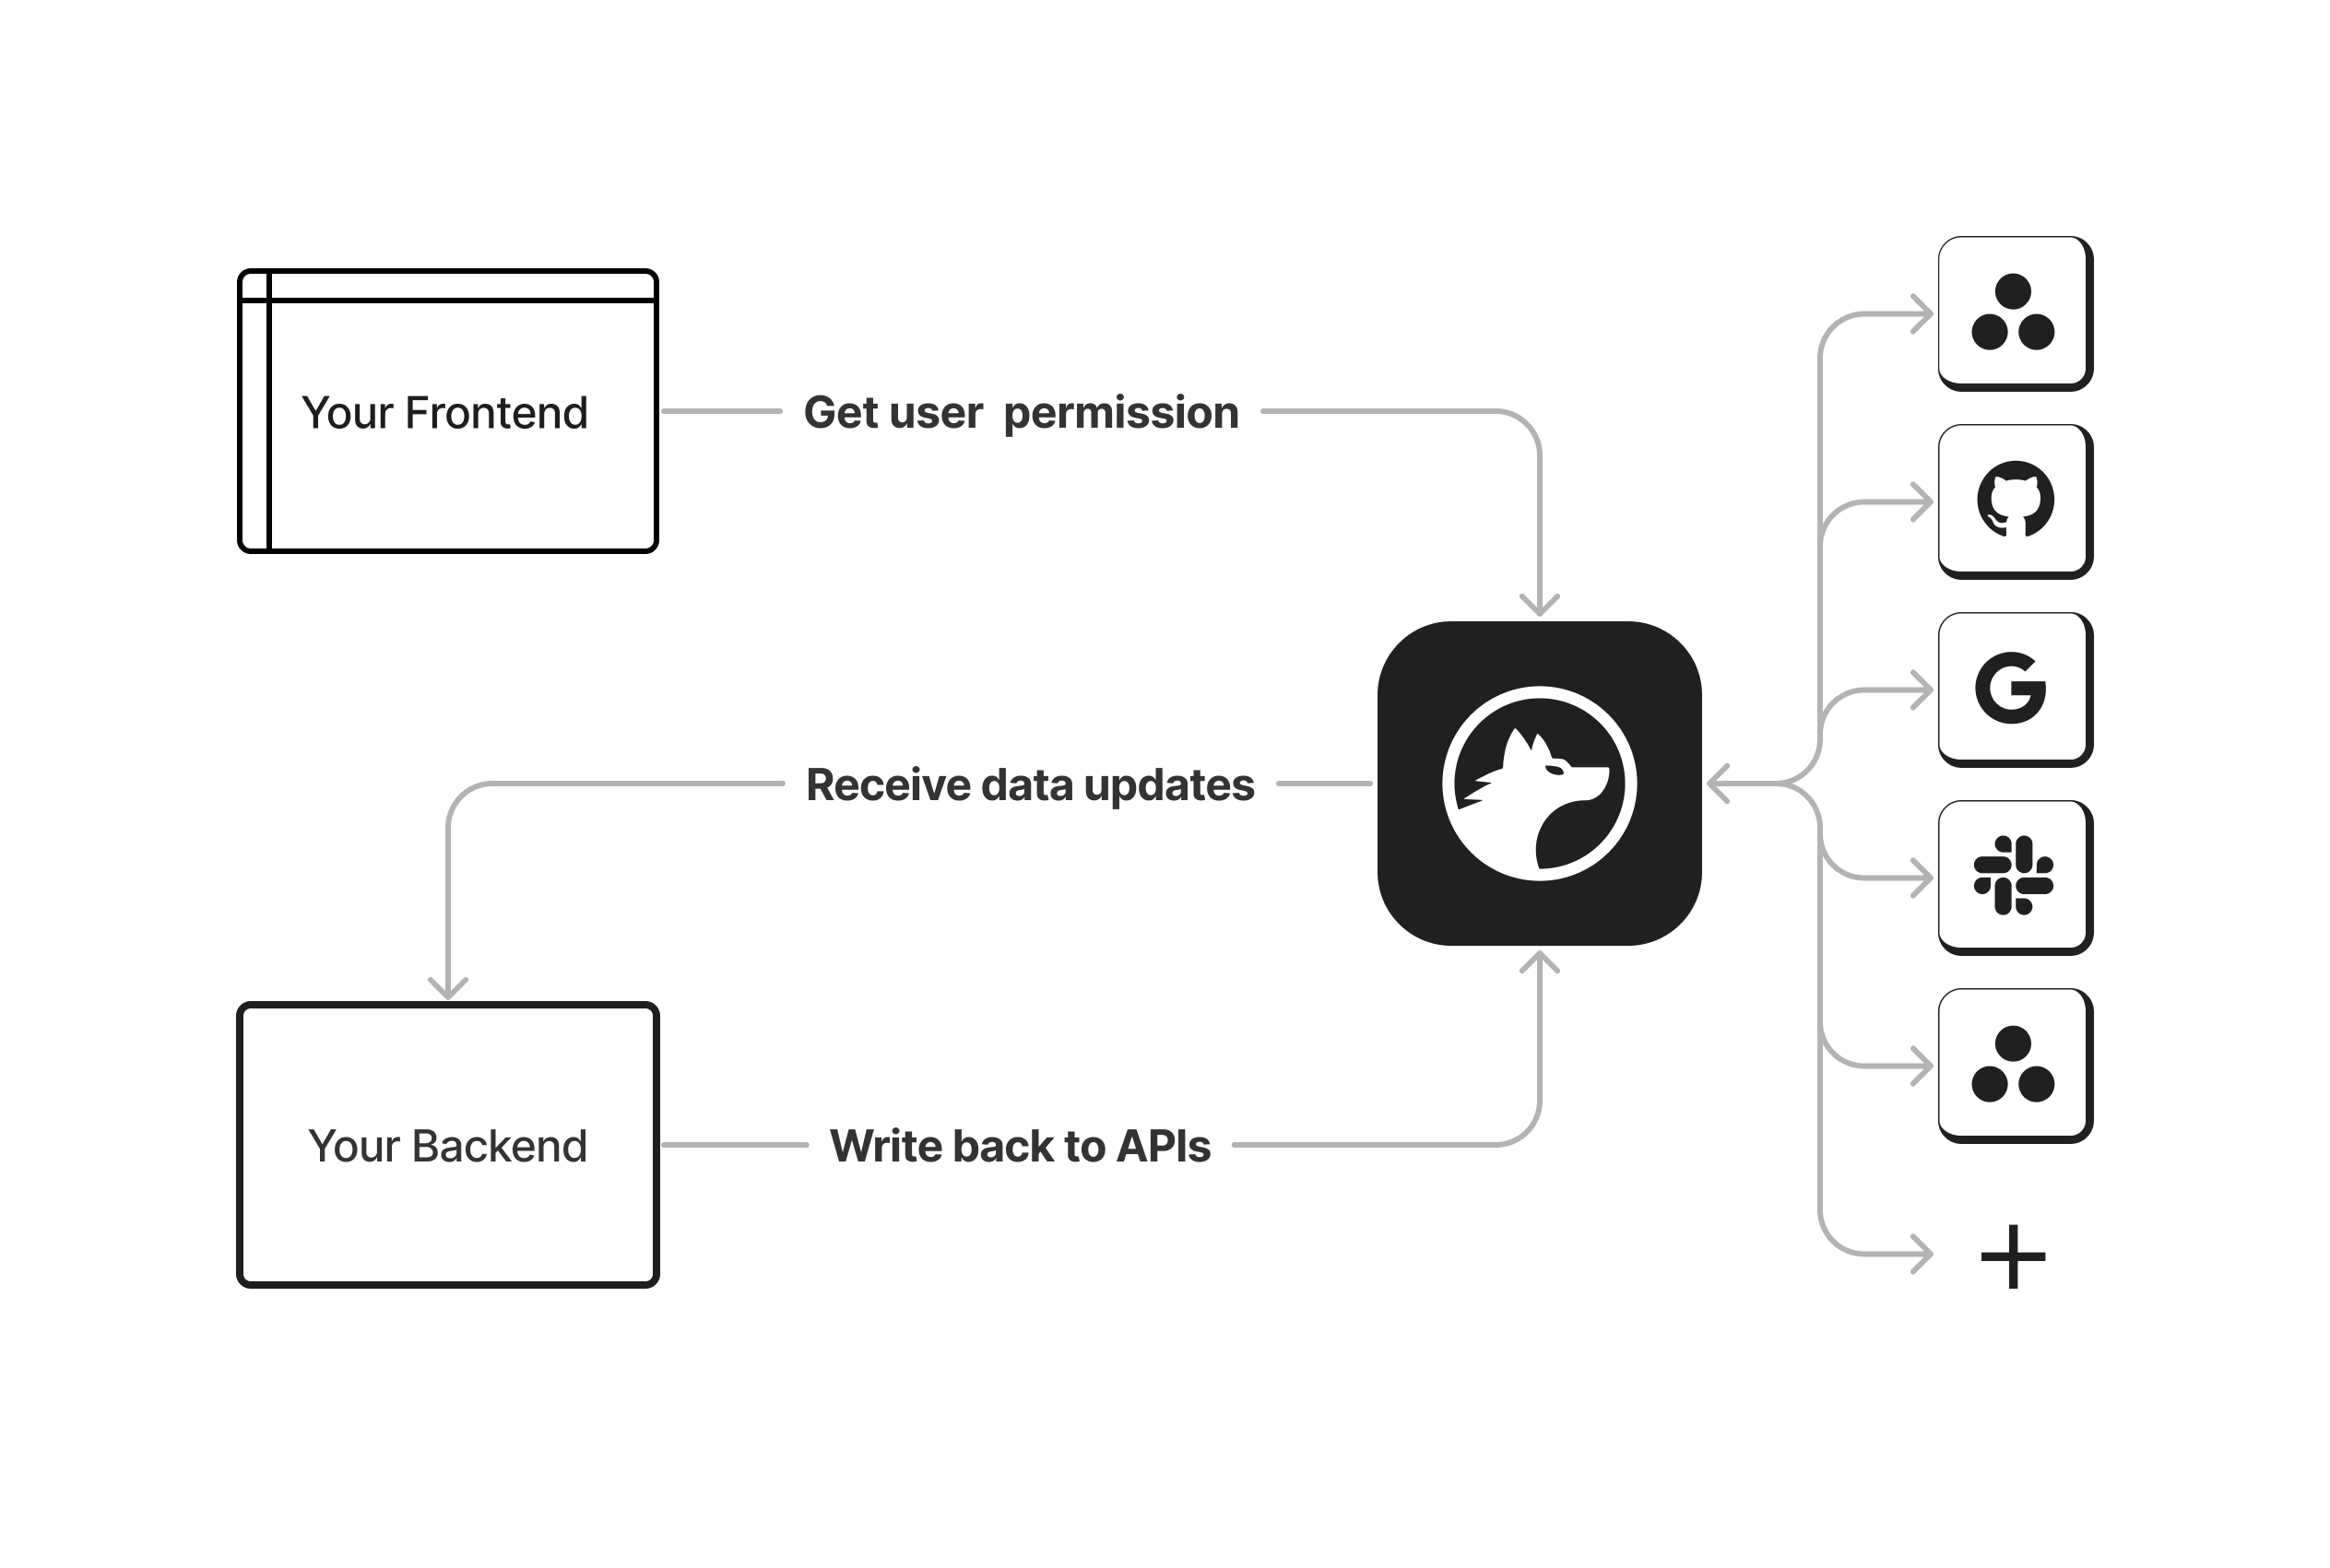 Your Frontend
Get user permission
Receive data updates
Your Backend
Write back to APIs